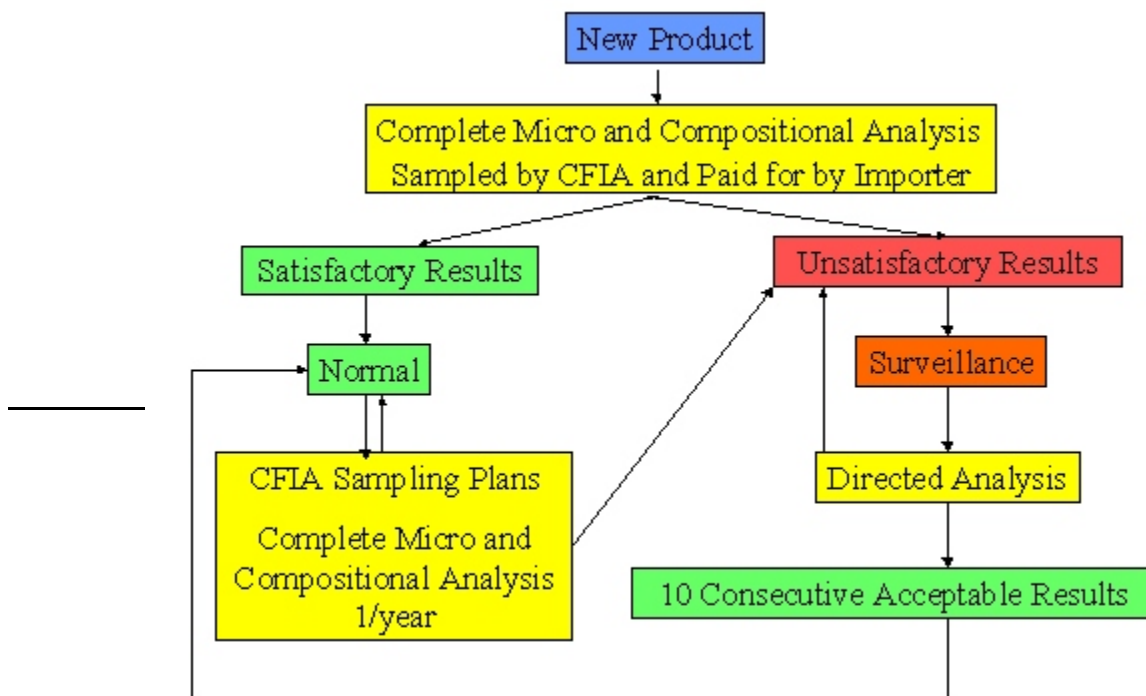 New Product
Complete Micro and Compositional Analysis
Sampled by CFIA and Paid for by Importer
Satisfactory Results
Unsatisfactory Results
Normal
Surveillance
CFIA Sampling Plans
Complete Micro and
Compositional Analysis
1/year
Directed Analysis
10 Consecutive Acceptable Results